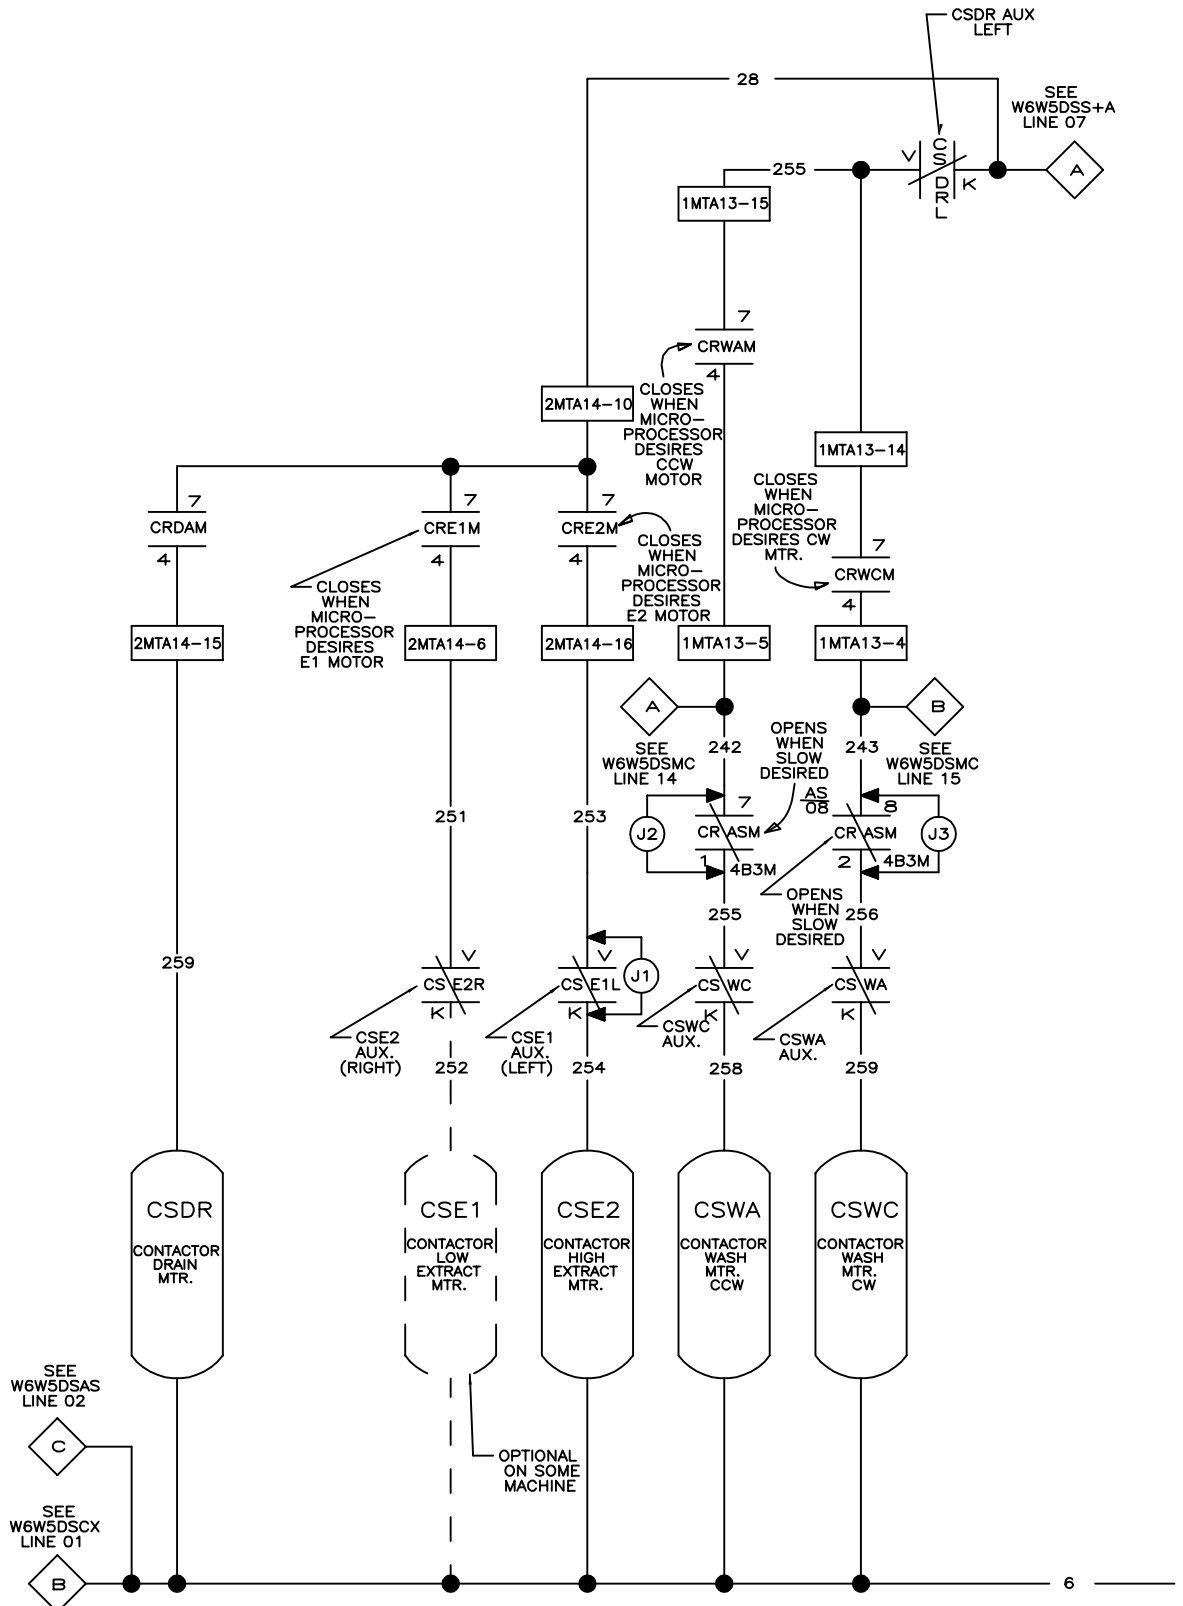 CSDR AUX
LEFT
28
SEE
W6W5DSS+A
LINE 07
A
V
CS DRL
K
255
1MTA13-15
7
CRWAM
4
CLOSES
WHEN
MICRO-
PROCESSOR
DESIRES
CCW
MOTOR
2MTA14-10
1MTA13-14
CLOSES
WHEN
MICRO-
PROCESSOR
DESIRES CW
MTR.
7
CRWCM
4
7
CRDAM
4
7
CRE1M
4
7
CRE2M
4
CLOSES
WHEN
MICRO-
PROCESSOR
DESIRES
E1 MOTOR
CLOSES
WHEN
MICRO-
PROCESSOR
DESIRES
E2 MOTOR
2MTA14-15
2MTA14-6
2MTA14-16
1MTA13-5
1MTA13-4
A
B
SEE
W6W5DSMC
LINE 14
242
OPENS
WHEN
SLOW
DESIRED
243
SEE
W6W5DSMC
LINE 15
251
253
J2
7
CR ASM
1
4B3M
AS
08
8
CR ASM
2
4B3M
J3
255
OPENS
WHEN
SLOW
DESIRED
256
259
V
CS E2R
K
V
CS E1L
K
J1
V
CS WC
K
V
CS WA
K
CSE2
AUX.
(RIGHT)
CSE1
AUX.
(LEFT)
CSWC
AUX.
CSWA
AUX.
252
254
258
259
CSDR
CONTACTOR
DRAIN
MTR.
CSE1
CONTACTOR
LOW
EXTRACT
MTR.
CSE2
CONTACTOR
HIGH
EXTRACT
MTR.
CSWA
CONTACTOR
WASH
MTR.
CCW
CSWC
CONTACTOR
WASH
MTR.
CW
SEE
W6W5DSAS
LINE 02
C
OPTIONAL
ON SOME
MACHINE
SEE
W6W5DSCX
LINE 01
B
6